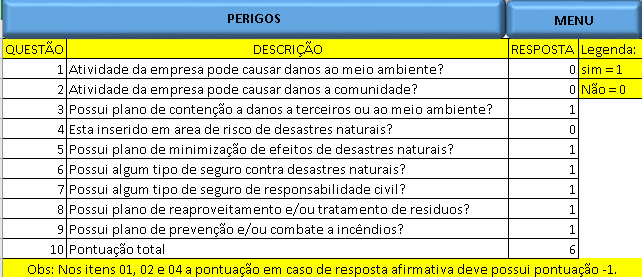 PERIGOS MENU
QUESTÃO DESCRIÇÃO RESPOSTA Legenda:
1 Atividade da empresa pode causar danos ao meio ambiente? 0 sim = 1
2 Atividade da empresa pode causar danos a comunidade? 0 Não = 0
3 Possui plano de contenção a danos a terceiros ou ao meio ambiente? 1
4 Esta inserido em area de risco de desastres naturais? 0
5 Possui plano de minimização de efeitos de desastres naturais? 1
6 Possui algum tipo de seguro contra desastres naturais? 1
7 Possui algum tipo de seguro de responsabilidade civil? 1
8 Possui plano de reaproveitamento e/ou tratamento de residuos? 1
9 Possui plano de prevenção e/ou combate a incêndios? 1
10 Pontuação total 6
Obs: Nos itens 01, 02 e 04 a pontuação em caso de resposta afirmativa deve possui pontuação -1.